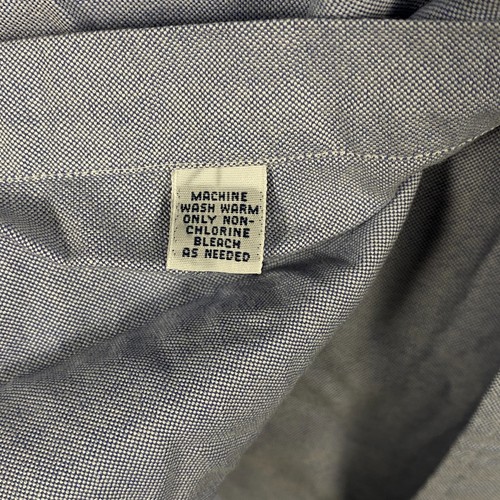 MACHINE
WASH WARM
ONLY NON-
CHLORINE
BLEACH
AS NEEDED